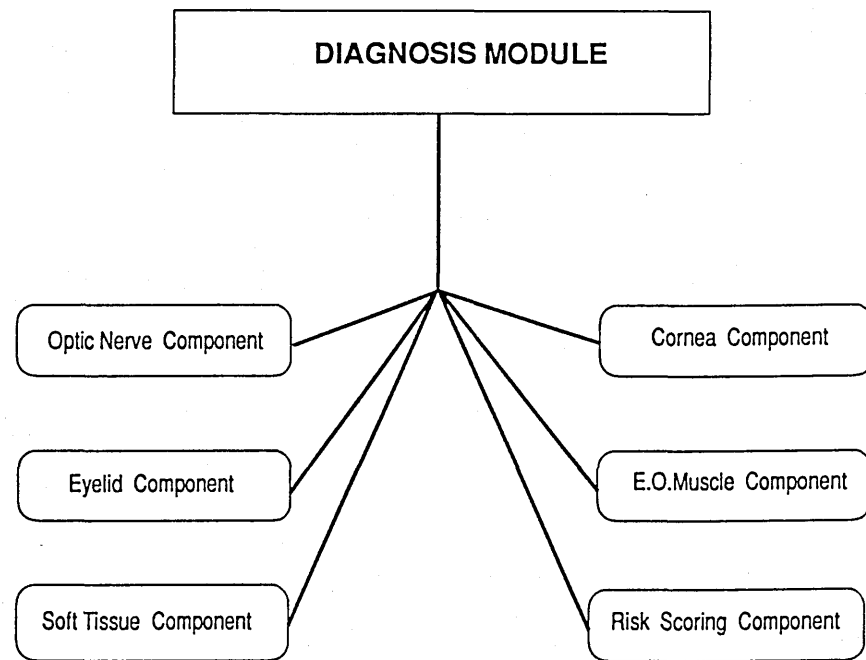 DIAGNOSIS MODULE
Optic Nerve Component
Cornea Component
Eyelid Component
E.O.Muscle Component
Soft Tissue Component
Risk Scoring Component